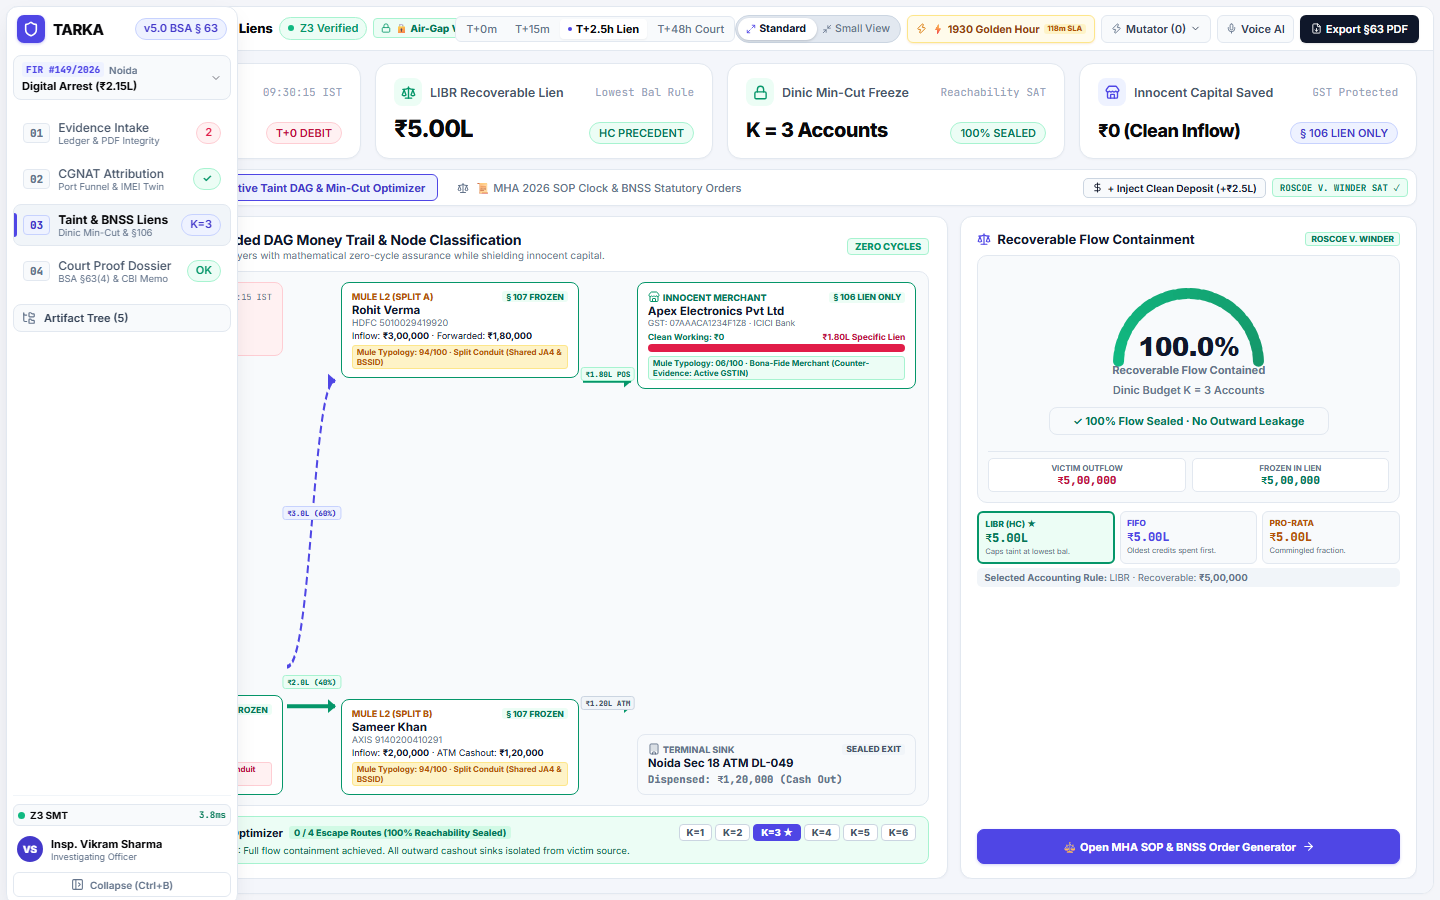 TARKA
v5.0 BSA § 63
FIR #149/2026 Noida
Digital Arrest (₹2.15L)
01
Evidence Intake
Ledger & PDF Integrity
2
02
CGNAT Attribution
Port Funnel & IMEI Twin
✓
03
Taint & BNSS Liens
Dinic Min-Cut & §106
K=3
04
Court Proof Dossier
BSA §63(4) & CBI Memo
OK
Artifact Tree (5)
Z3 SMT
3.8ms
VS
Insp. Vikram Sharma
Investigating Officer
Collapse (Ctrl+B)
Liens
Z3 Verified
Air-Gap V
T+0m
T+15m
T+2.5h Lien
T+48h Court
Standard
Small View
1930 Golden Hour
118m SLA
Mutator (0)
Voice AI
Export §63 PDF
09:30:15 IST
T+0 DEBIT
LIBR Recoverable Lien
Lowest Bal Rule
₹5.00L
HC PRECEDENT
Dinic Min-Cut Freeze
Reachability SAT
K = 3 Accounts
100% SEALED
Innocent Capital Saved
GST Protected
₹0 (Clean Inflow)
§ 106 LIEN ONLY
tive Taint DAG & Min-Cut Optimizer
MHA 2026 SOP Clock & BNSS Statutory Orders
+ Inject Clean Deposit (+₹2.5L)
ROSCOE V. WINDER SAT ✓
ded DAG Money Trail & Node Classification
yers with mathematical zero-cycle assurance while shielding innocent capital.
ZERO CYCLES
:15 IST
MULE L2 (SPLIT A)
§ 107 FROZEN
Rohit Verma
HDFC 5010029419920
Inflow: ₹3,00,000 · Forwarded: ₹1,80,000
Mule Typology: 94/100 · Split Conduit (Shared JA4 &
BSSID)
₹1.80L POS
INNOCENT MERCHANT
§ 106 LIEN ONLY
Apex Electronics Pvt Ltd
GST: 07AAACA1234F1Z8 · ICICI Bank
Clean Working: ₹0
₹1.80L Specific Lien
Mule Typology: 06/100 · Bona-Fide Merchant (Counter-
Evidence: Active GSTIN)
₹3.0L (60%)
₹2.0L (40%)
ROZEN
nduit
MULE L2 (SPLIT B)
§ 107 FROZEN
Sameer Khan
AXIS 9140200410291
Inflow: ₹2,00,000 · ATM Cashout: ₹1,20,000
Mule Typology: 94/100 · Split Conduit (Shared JA4 &
BSSID)
₹1.20L ATM
TERMINAL SINK
SEALED EXIT
Noida Sec 18 ATM DL-049
Dispensed: ₹1,20,000 (Cash Out)
ptimizer
0 / 4 Escape Routes (100% Reachability Sealed)
K=1
K=2
K=3 ★
K=4
K=5
K=6
: Full flow containment achieved. All outward cashout sinks isolated from victim source.
Recoverable Flow Containment
ROSCOE V. WINDER
100.0%
Recoverable Flow Contained
Dinic Budget K = 3 Accounts
✓ 100% Flow Sealed · No Outward Leakage
VICTIM OUTFLOW
₹5,00,000
FROZEN IN LIEN
₹5,00,000
LIBR (HC) ★
₹5.00L
Caps taint at lowest bal.
FIFO
₹5.00L
Oldest credits spent first.
PRO-RATA
₹5.00L
Commingled fraction.
Selected Accounting Rule: LIBR · Recoverable: ₹5,00,000
Open MHA SOP & BNSS Order Generator →